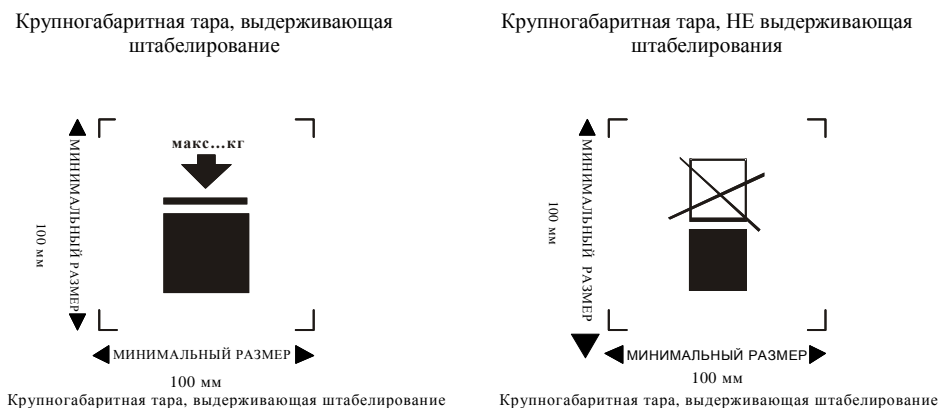 Крупногабаритная тара, выдерживающая
штабелирование
макс...кг
МИНИМАЛЬНЫЙ РАЗМЕР
100 мм
МИНИМАЛЬНЫЙ РАЗМЕР
100 мм
Крупногабаритная тара, выдерживающая штабелирование
Крупногабаритная тара, НЕ выдерживающая
штабелирования
МИНИМАЛЬНЫЙ РАЗМЕР
100 мм
МИНИМАЛЬНЫЙ РАЗМЕР
100 мм
Крупногабаритная тара, выдерживающая штабелирование